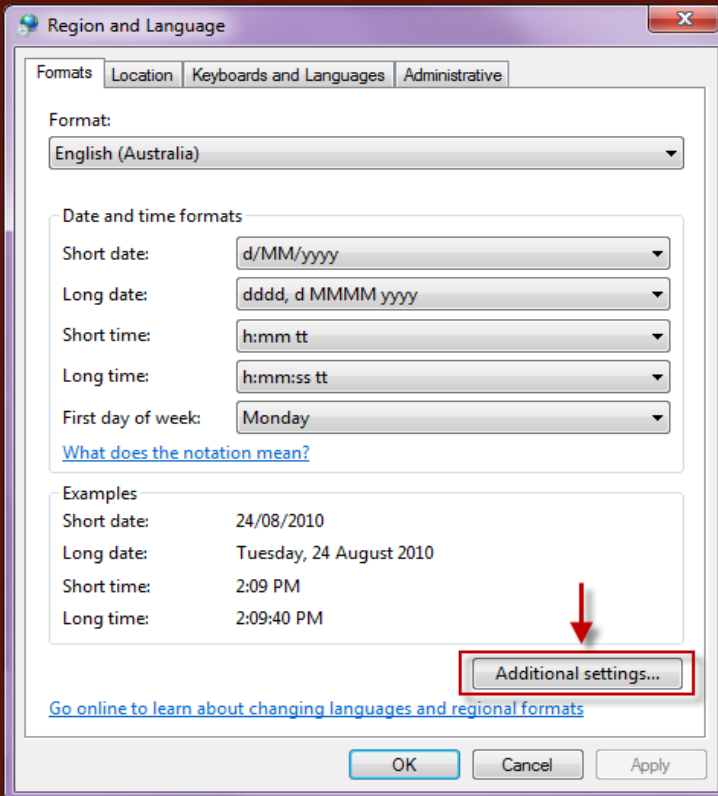 Region and Language
Formats Location Keyboards and Languages Administrative
Format:
English (Australia)
Date and time formats
Short date: d/MM/yyyy
Long date: dddd, d MMMM yyyy
Short time: h:mm tt
Long time: h:mm:ss tt
First day of week: Monday
What does the notation mean?
Examples
Short date: 24/08/2010
Long date: Tuesday, 24 August 2010
Short time: 2:09 PM
Long time: 2:09:40 PM
Additional settings...
Go online to learn about changing languages and regional formats
OK Cancel Apply